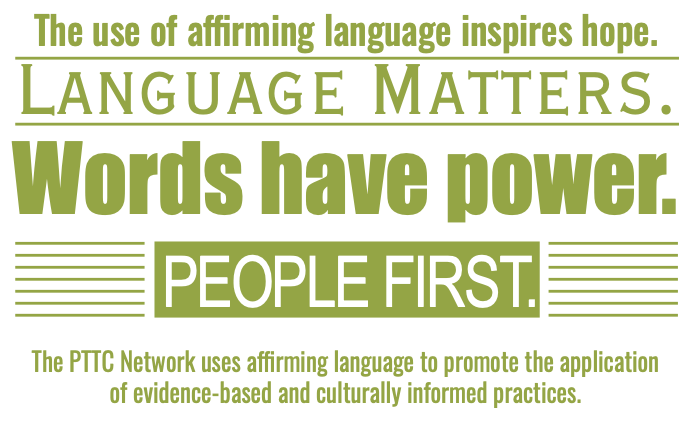 The use of affirming language inspires hope.
LANGUAGE MATTERS.
Words have power.
PEOPLE FIRST.
The PTTC Network uses affirming language to promote the application
of evidence-based and culturally informed practices.